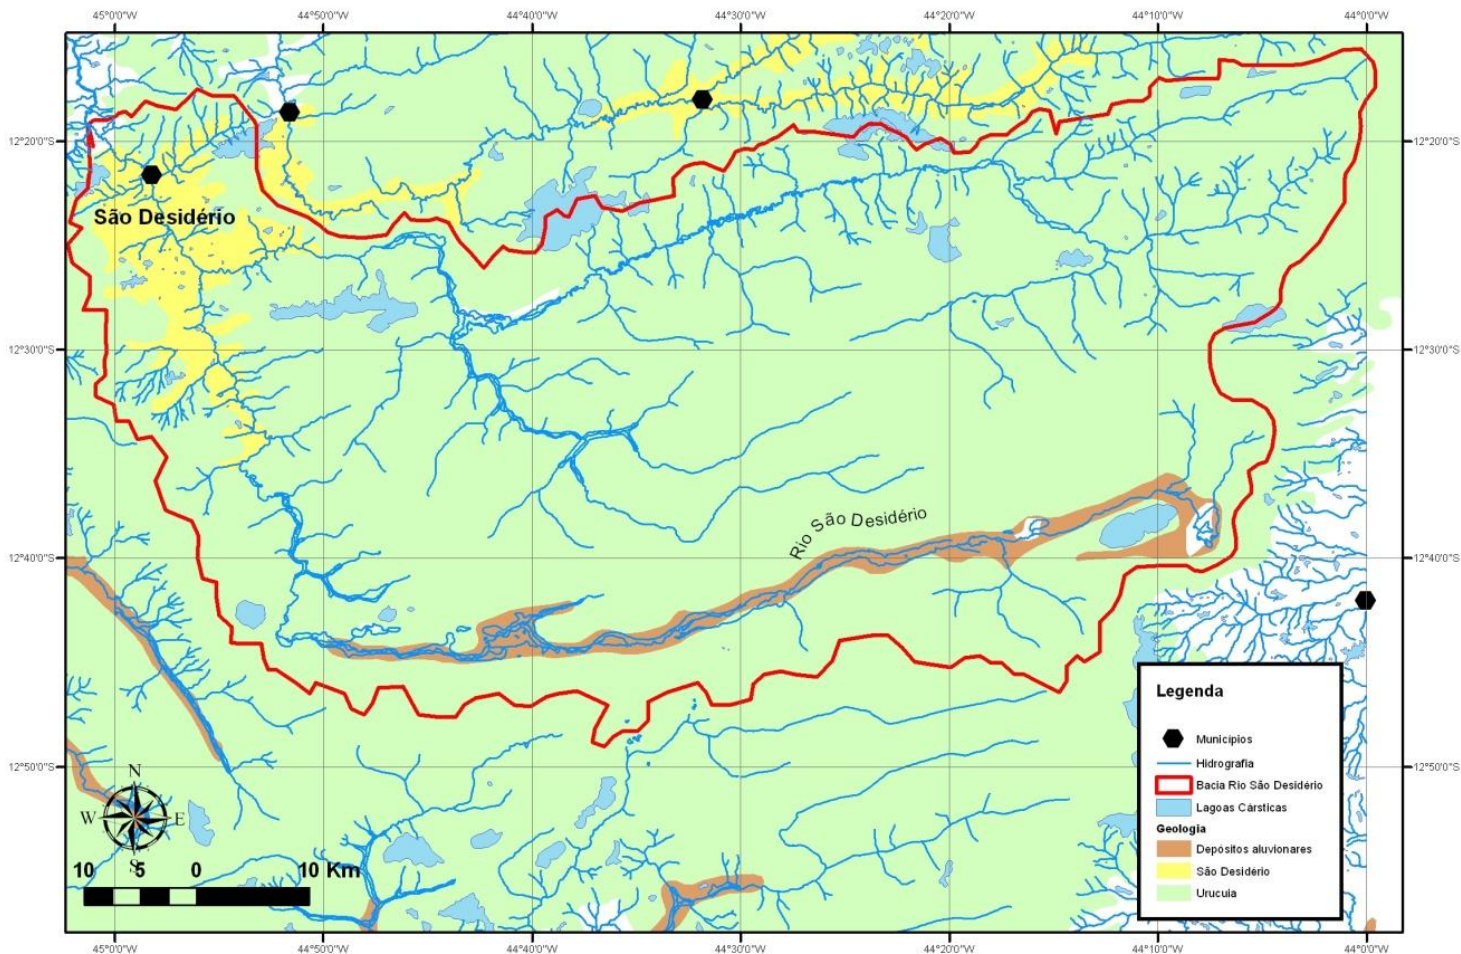 45°0'0"W 44°50'0"W 44°40'0"W 44°30'0"W 44°20'0"W 44°10'0"W 44°0'0"W
12°20'0"S 12°20'0"S
São Desidério
12°30'0"S 12°30'0"S
Rio São Desidério
12°40'0"S 12°40'0"S
12°50'0"S 12°50'0"S
N
W E
S
10 5 0 10 Km
Legenda
Municípios
Hidrografia
Bacia Rio São Desidério
Lagoas Cársticas
Geologia
Depósitos aluvionares
São Desidério
Urucuia
45°0'0"W 44°50'0"W 44°40'0"W 44°30'0"W 44°20'0"W 44°10'0"W 44°0'0"W